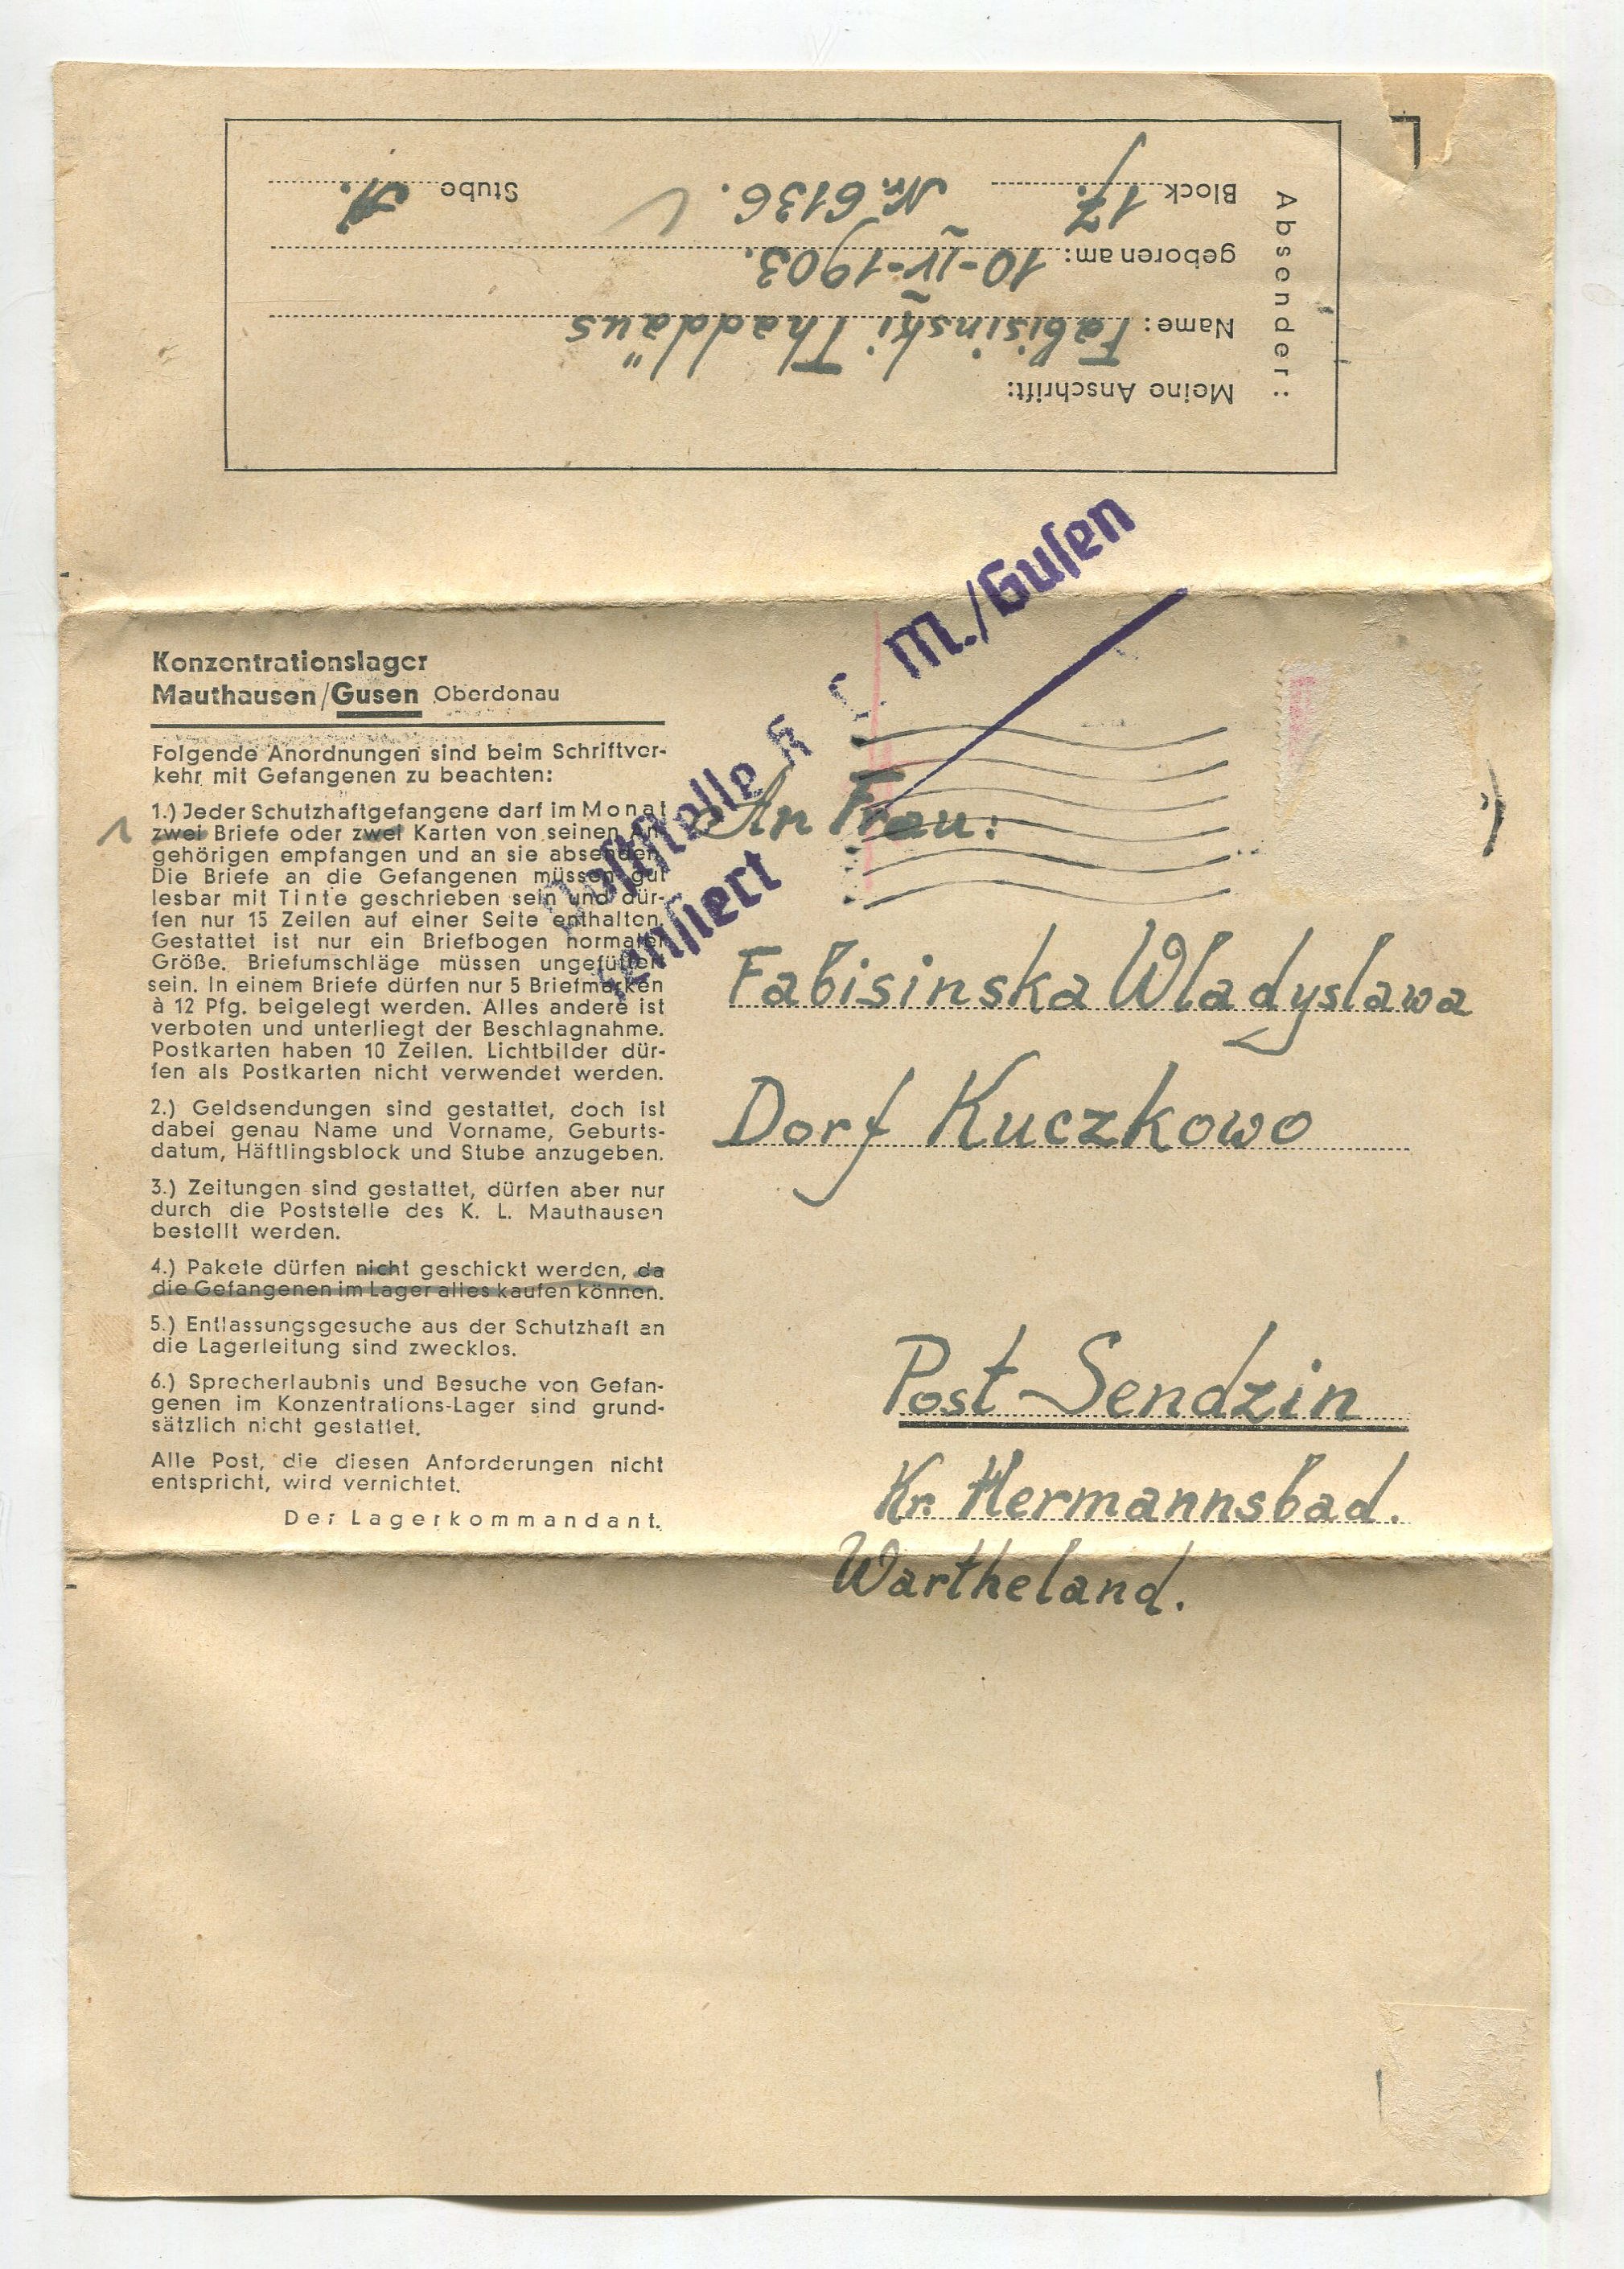 Absender:
Meine Anschrift:
Name: Fabisinski Thaddäus
geboren am: 10-IV-1903.
Block 17. Nr. 6136. Stube A.
Poststelle K. L. M./Gusen
zensiert
Konzentrationslager
Mauthausen/Gusen Oberdonau
Folgende Anordnungen sind beim Schriftver-
kehr mit Gefangenen zu beachten:
1.) Jeder Schutzhaftgefangene darf im Monat
zwei Briefe oder zwei Karten von seinen An-
gehörigen empfangen und an sie absenden.
Die Briefe an die Gefangenen müssen gut
lesbar mit Tinte geschrieben sein und dür-
fen nur 15 Zeilen auf einer Seite enthalten.
Gestattet ist nur ein Briefbogen normaler
Größe. Briefumschläge müssen ungefüttert
sein. In einem Briefe dürfen nur 5 Briefmarken
à 12 Pfg. beigelegt werden. Alles andere ist
verboten und unterliegt der Beschlagnahme.
Postkarten haben 10 Zeilen. Lichtbilder dür-
fen als Postkarten nicht verwendet werden.
2.) Geldsendungen sind gestattet, doch ist
dabei genau Name und Vorname, Geburts-
datum, Häftlingsblock und Stube anzugeben.
3.) Zeitungen sind gestattet, dürfen aber nur
durch die Poststelle des K. L. Mauthausen
bestellt werden.
4.) Pakete dürfen nicht geschickt werden, da
die Gefangenen im Lager alles kaufen können.
5.) Entlassungsgesuche aus der Schutzhaft an
die Lagerleitung sind zwecklos.
6.) Sprecherlaubnis und Besuche von Gefan-
genen im Konzentrations-Lager sind grund-
sätzlich nicht gestattet.
Alle Post, die diesen Anforderungen nicht
entspricht, wird vernichtet.
Der Lagerkommandant.
An Frau:
Fabisinska Wladyslawa
Dorf Kuczkowo
Post Sendzin
Kr. Hermannsbad.
Wartheland.